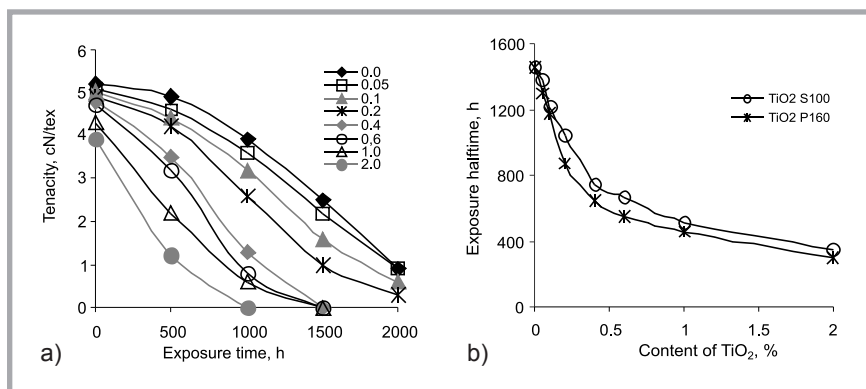 6
5
4
3
2
1
0
Tenacity, cN/tex
0 500 1000 1500 2000
Exposure time, h
a)
0.0
0.05
0.1
0.2
0.4
0,6
1.0
2.0
1600
1200
800
400
0
Exposure halftime, h
0 0.5 1.0 1.5 2
Content of TiO₂, %
b)
TiO2 S100
TiO2 P160